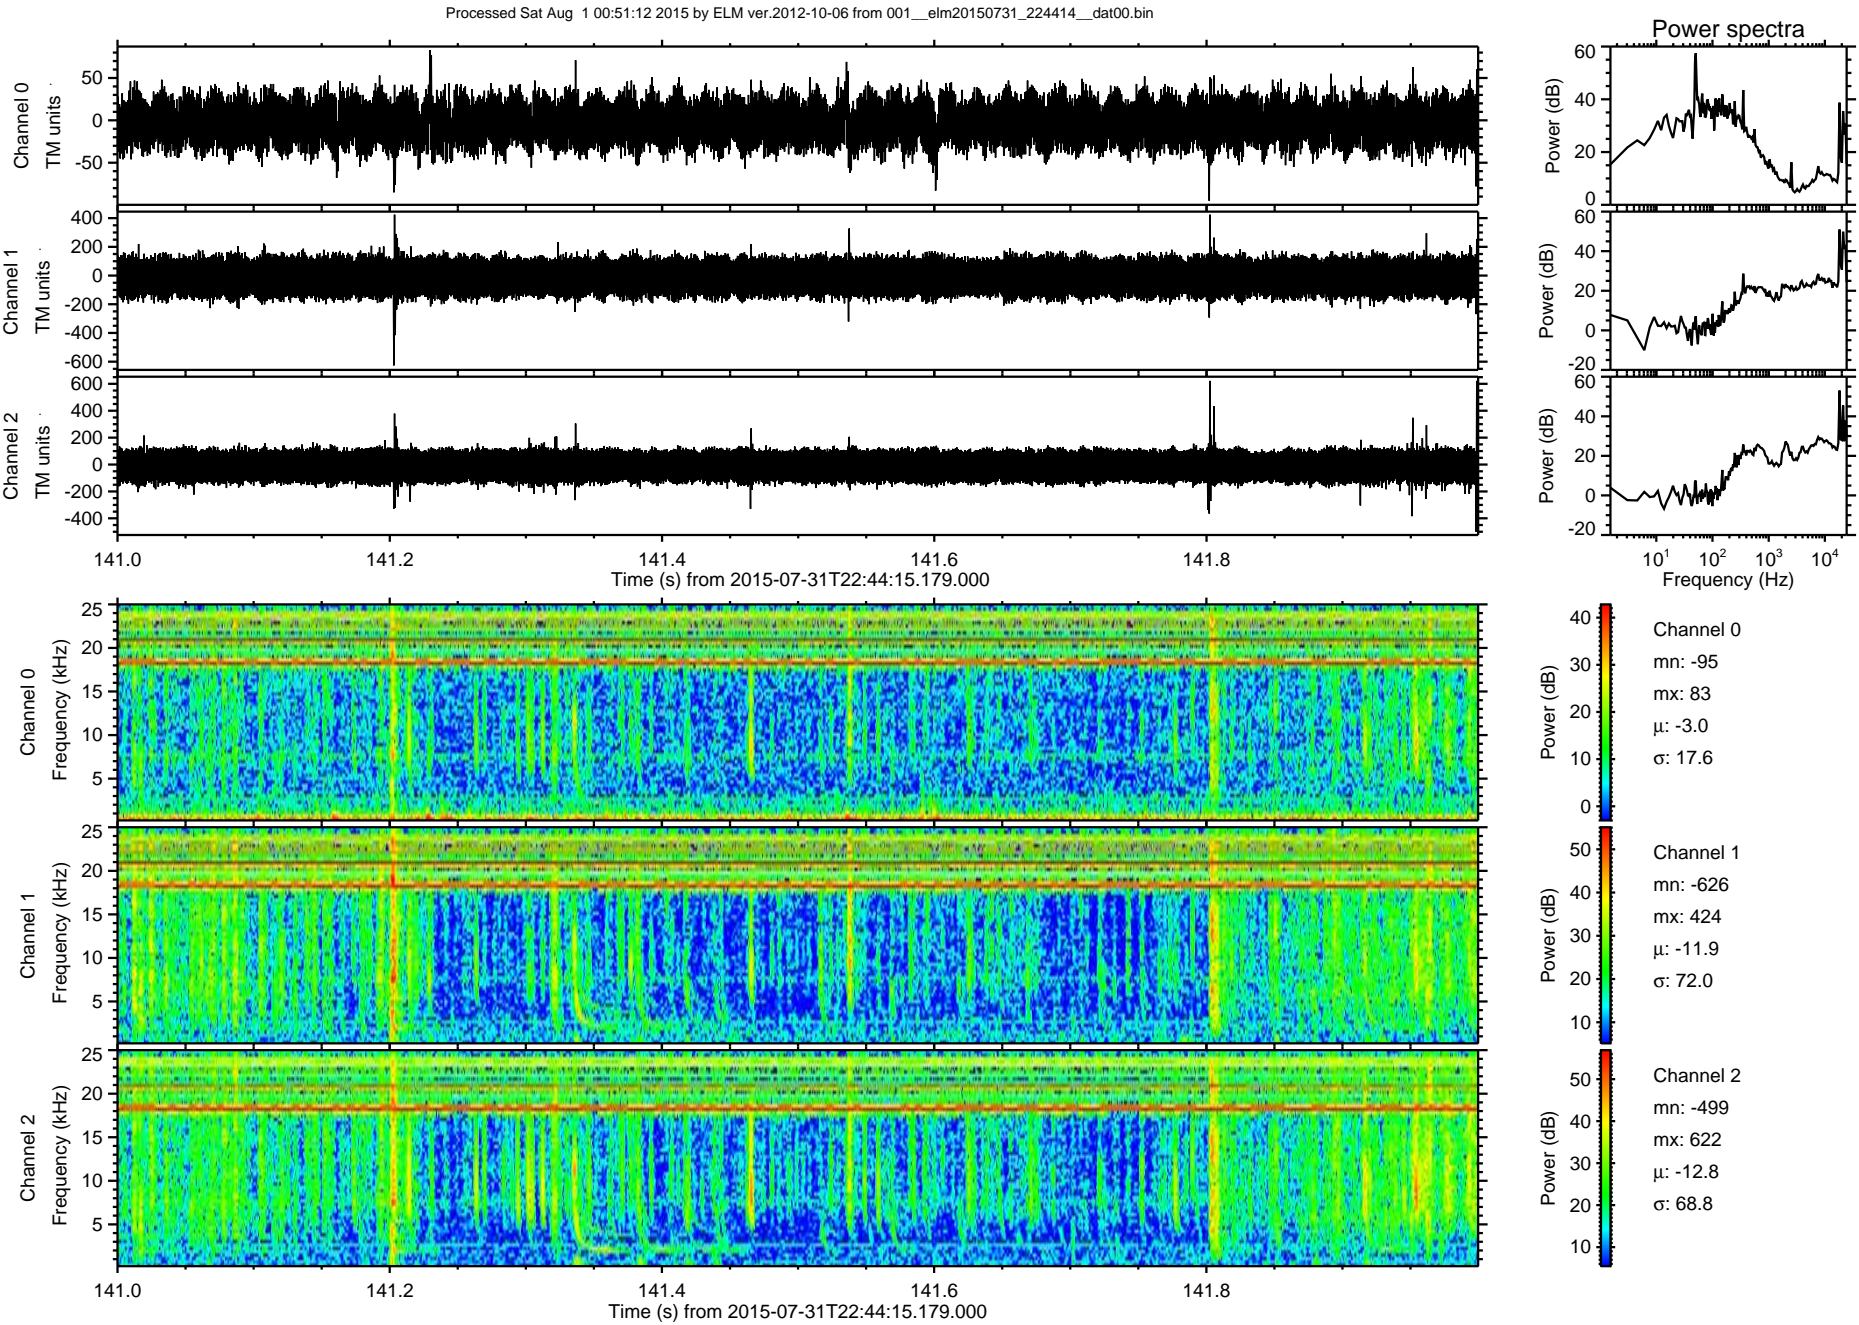 Processed Sat Aug  1 00:51:12 2015 by ELM ver.2012-10-06 from 001__elm20150731_224414__dat00.bin
Power spectra
Channel 0
TM units
50
0
-50
Power (dB)
60
40
20
0
Channel 1
TM units
400
200
0
-200
-400
-600
Power (dB)
60
40
20
0
-20
Channel 2
TM units
600
400
200
0
-200
-400
Power (dB)
60
40
20
0
-20
141.0 141.2 141.4 141.6 141.8
Time (s) from 2015-07-31T22:44:15.179.000
10^1 10^2 10^3 10^4
Frequency (Hz)
Channel 0
Frequency (kHz)
25
20
15
10
5
Power (dB)
40
30
20
10
0
Channel 0
mn: -95
mx: 83
μ: -3.0
σ: 17.6
Channel 1
Frequency (kHz)
25
20
15
10
5
Power (dB)
50
40
30
20
10
Channel 1
mn: -626
mx: 424
μ: -11.9
σ: 72.0
Channel 2
Frequency (kHz)
25
20
15
10
5
Power (dB)
50
40
30
20
10
Channel 2
mn: -499
mx: 622
μ: -12.8
σ: 68.8
141.0 141.2 141.4 141.6 141.8
Time (s) from 2015-07-31T22:44:15.179.000